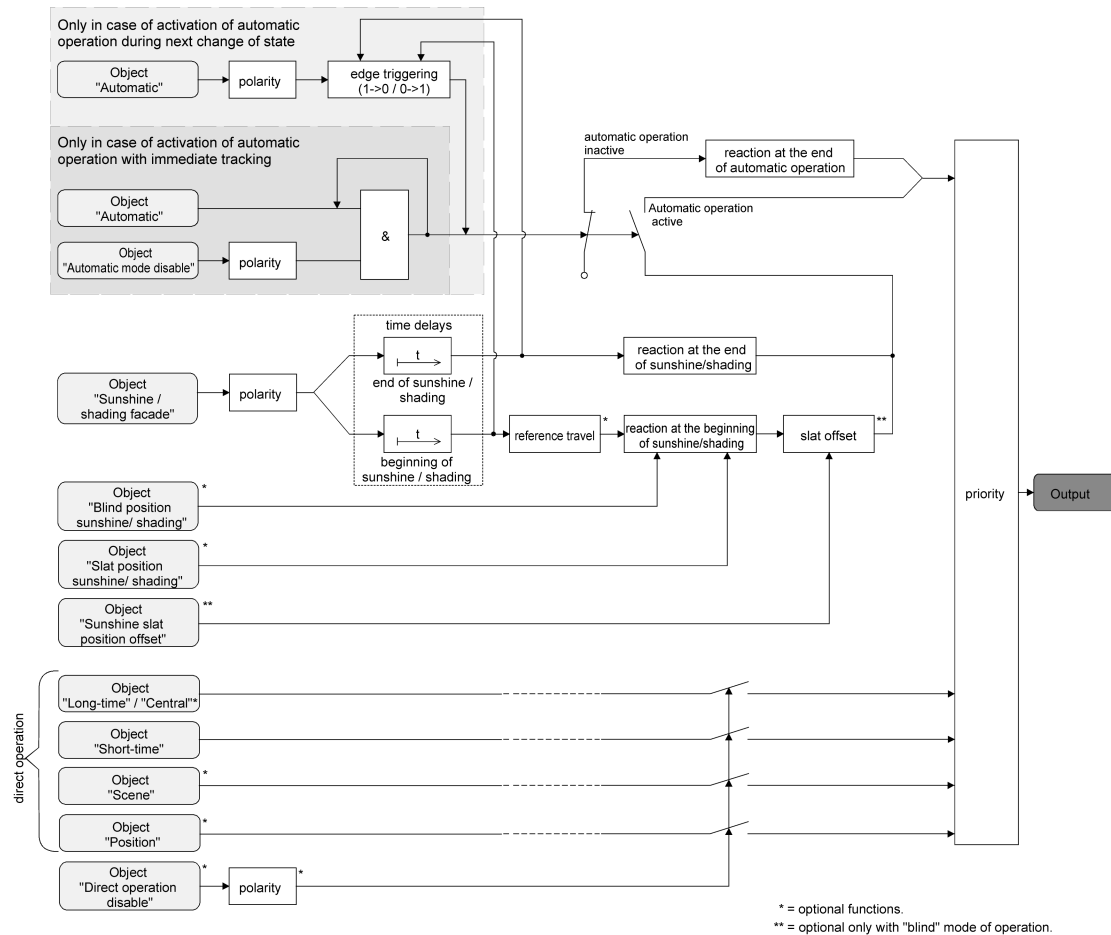 Only in case of activation of automatic
operation during next change of state
Object
"Automatic"
polarity
edge triggering
(1->0 / 0->1)
Only in case of activation of automatic
operation with immediate tracking
Object
"Automatic"
Object
"Automatic mode disable"
polarity
&
automatic operation
inactive
reaction at the end
of automatic operation
Automatic operation
active
time delays
t
end of sunshine /
shading
reaction at the end
of sunshine/shading
Object
"Sunshine /
shading facade"
polarity
t
beginning of
sunshine / shading
reference travel
*
reaction at the beginning
of sunshine/shading
slat offset
**
Object
"Blind position
sunshine/ shading"
*
Object
"Slat position
sunshine/ shading"
*
Object
"Sunshine slat
position offset"
**
priority
Output
direct operation
Object
"Long-time" / "Central"*
Object
"Short-time"
Object
"Scene"
*
Object
"Position"
*
Object
"Direct operation
disable"
*
polarity
*
* = optional functions.
** = optional only with "blind" mode of operation.